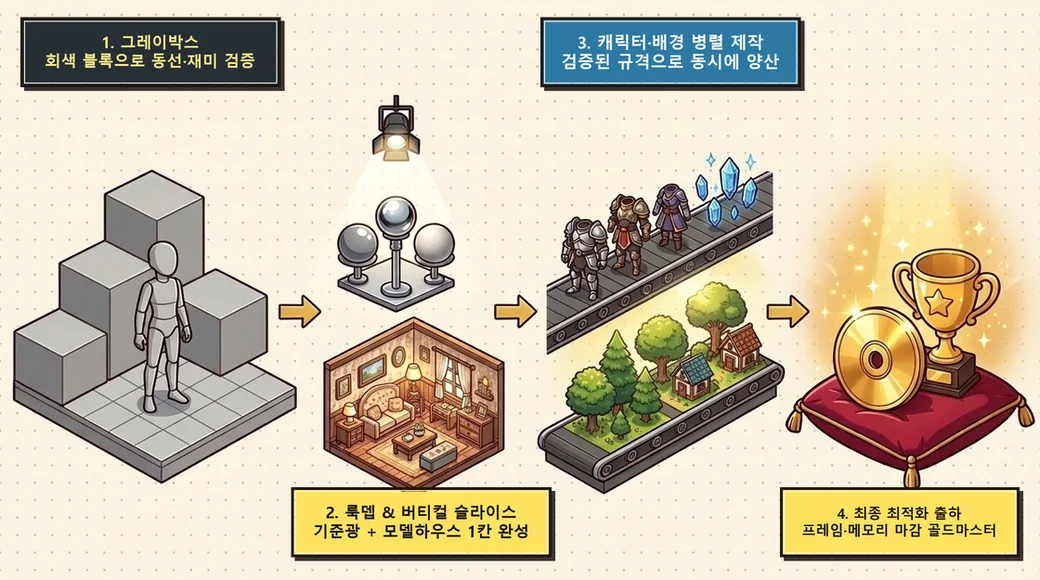 1. 그레이박스
회색 블록으로 동선·재미 검증
2. 룩뎁 & 버티컬 슬라이스
기준광 + 모델하우스 1칸 완성
3. 캐릭터·배경 병렬 제작
검증된 규격으로 동시에 양산
4. 최종 최적화 출하
프레임·메모리 마감 골드마스터